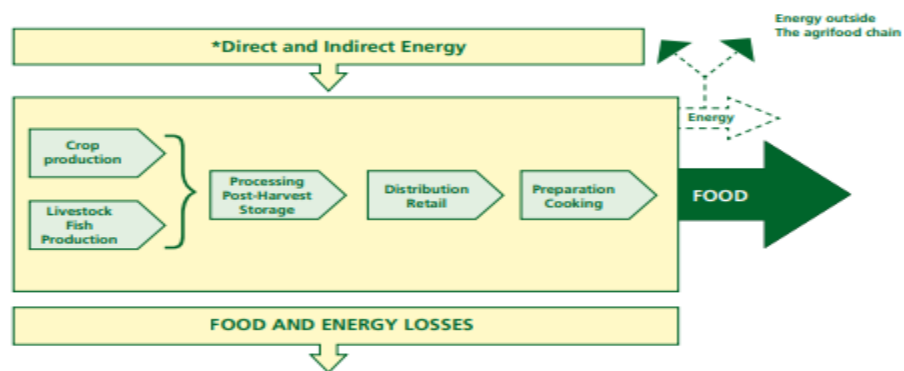 Energy outside
The agrifood chain
*Direct and Indirect Energy
Energy
Crop
production
Livestock
Fish
Production
Processing
Post-Harvest
Storage
Distribution
Retail
Preparation
Cooking
FOOD
FOOD AND ENERGY LOSSES